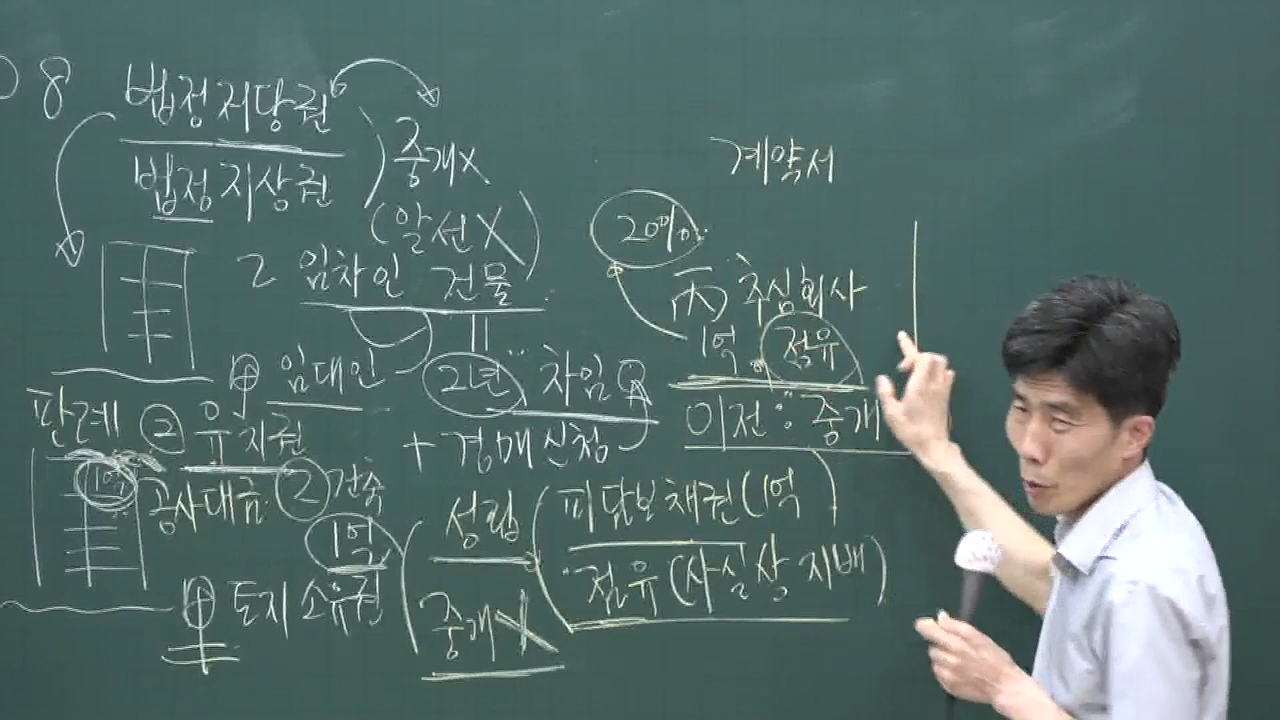 8 법정저당권
법정지상권
중개X
(알선X)
2 임차인 건물
甲 임대인
"2년" 차임
+ 경매신청
판례 ② 유치권
1억
공사대금 ② 건축
1억
甲 토지소유권
성립
중개X
피담보채권(1억)
점유(사실상 지배)
계약서
20%
丙 추심회사
1억 점유
이전 : 중개